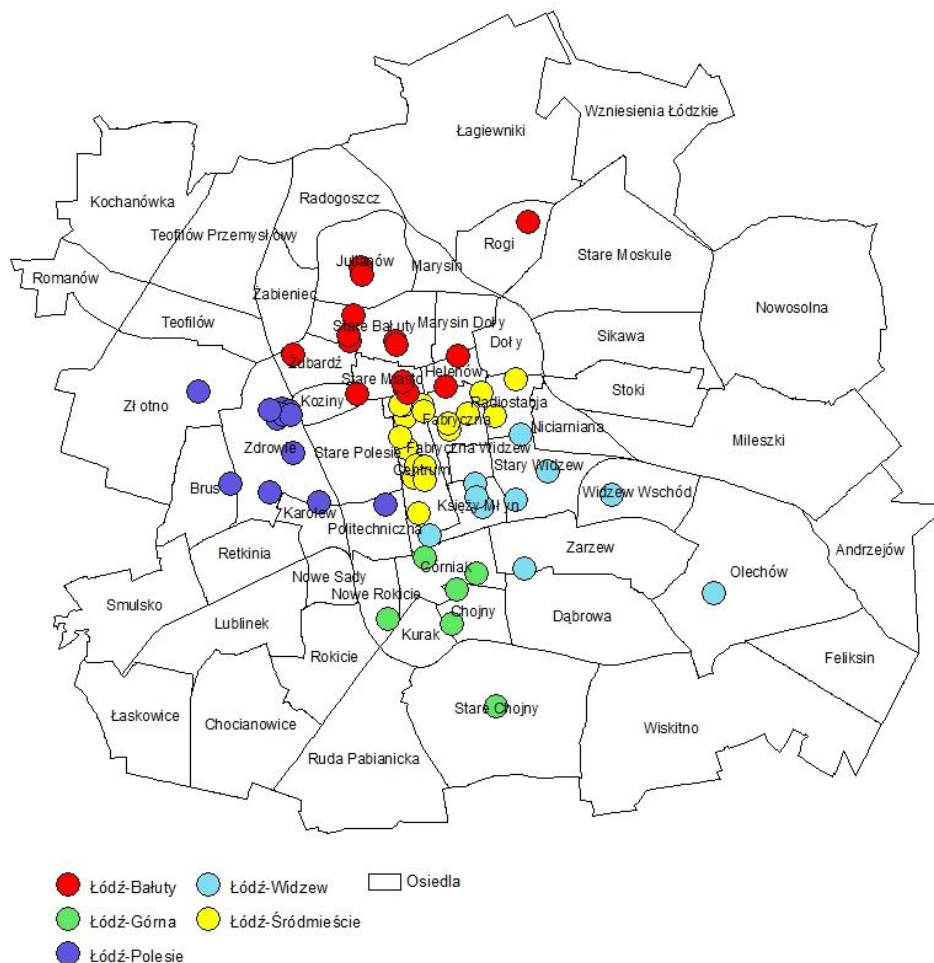 Wzniesienia Łódzkie
Łagiewniki
Kochanówka
Radogoszcz
Teofilów Przemysłowy
Rogi
Stare Moskule
Julianów
Marysin
Romanów
Żabieniec
Nowosolna
Teofilów
Stare Bałuty
Marysin Doły
Doły
Sikawa
Żubardź
Helenów
Stare Miasto
Złotno
Koziny
Radiostacja
Stoki
Fabryczna
Niciarniana
Mileszki
Zdrowie
Stare Polesie
Fabryczna Widzew
Centrum
Stary Widzew
Brus
Widzew Wschód
Karolew
Księży Młyn
Politechniczna
Retkinia
Zarzew
Andrzejów
Górniak
Olechów
Nowe Sady
Smulsko
Nowe Rokicie
Lublinek
Chojny
Dąbrowa
Kurak
Rokicie
Feliksin
Stare Chojny
Łaskowice
Chocianowice
Wiskitno
Ruda Pabianicka
Łódź-Bałuty
Łódź-Widzew
Osiedla
Łódź-Górna
Łódź-Śródmieście
Łódź-Polesie